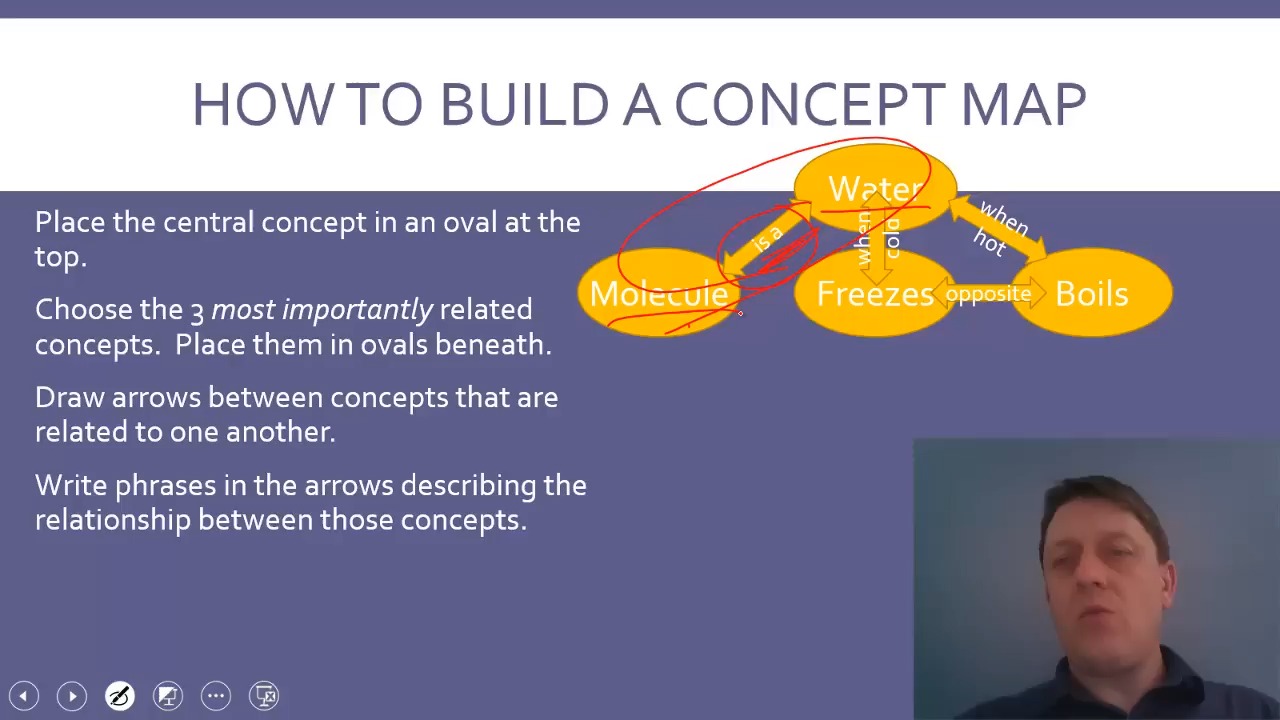 HOW TO BUILD A CONCEPT MAP
Place the central concept in an oval at the
top.
Choose the 3 most importantly related
concepts. Place them in ovals beneath.
Draw arrows between concepts that are
related to one another.
Write phrases in the arrows describing the
relationship between those concepts.
Water
is a
when
cold
when
hot
Molecule
Freezes
opposite
Boils